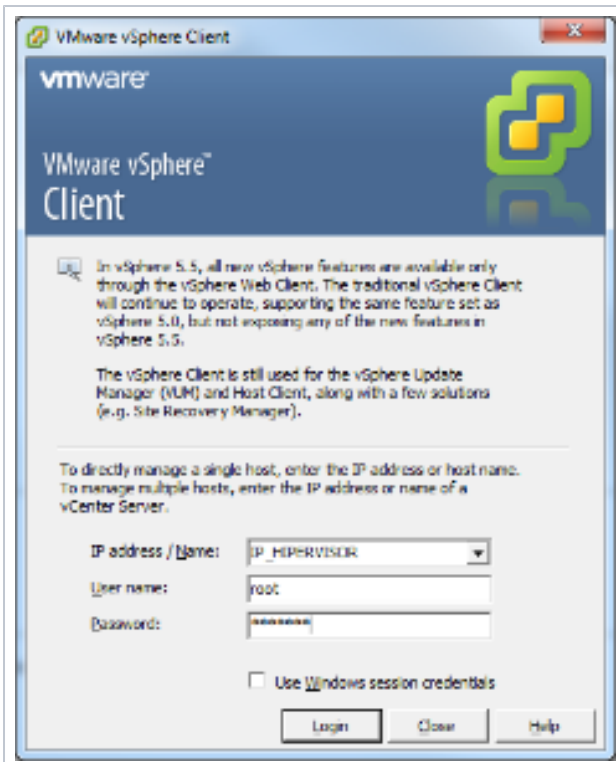 VMware vSphere Client
vmware
VMware vSphere™
Client
In vSphere 5.5, all new vSphere features are available only
through the vSphere Web Client. The traditional vSphere Client
will continue to operate, supporting the same feature set as
vSphere 5.0, but not exposing any of the new features in
vSphere 5.5.
The vSphere Client is still used for the vSphere Update
Manager (VUM) and Host Client, along with a few solutions
(e.g. Site Recovery Manager).
To directly manage a single host, enter the IP address or host name.
To manage multiple hosts, enter the IP address or name of a
vCenter Server.
IP address / Name: IP_HIPERVISOR
User name: root
Password: *******
Use Windows session credentials
Login Close Help